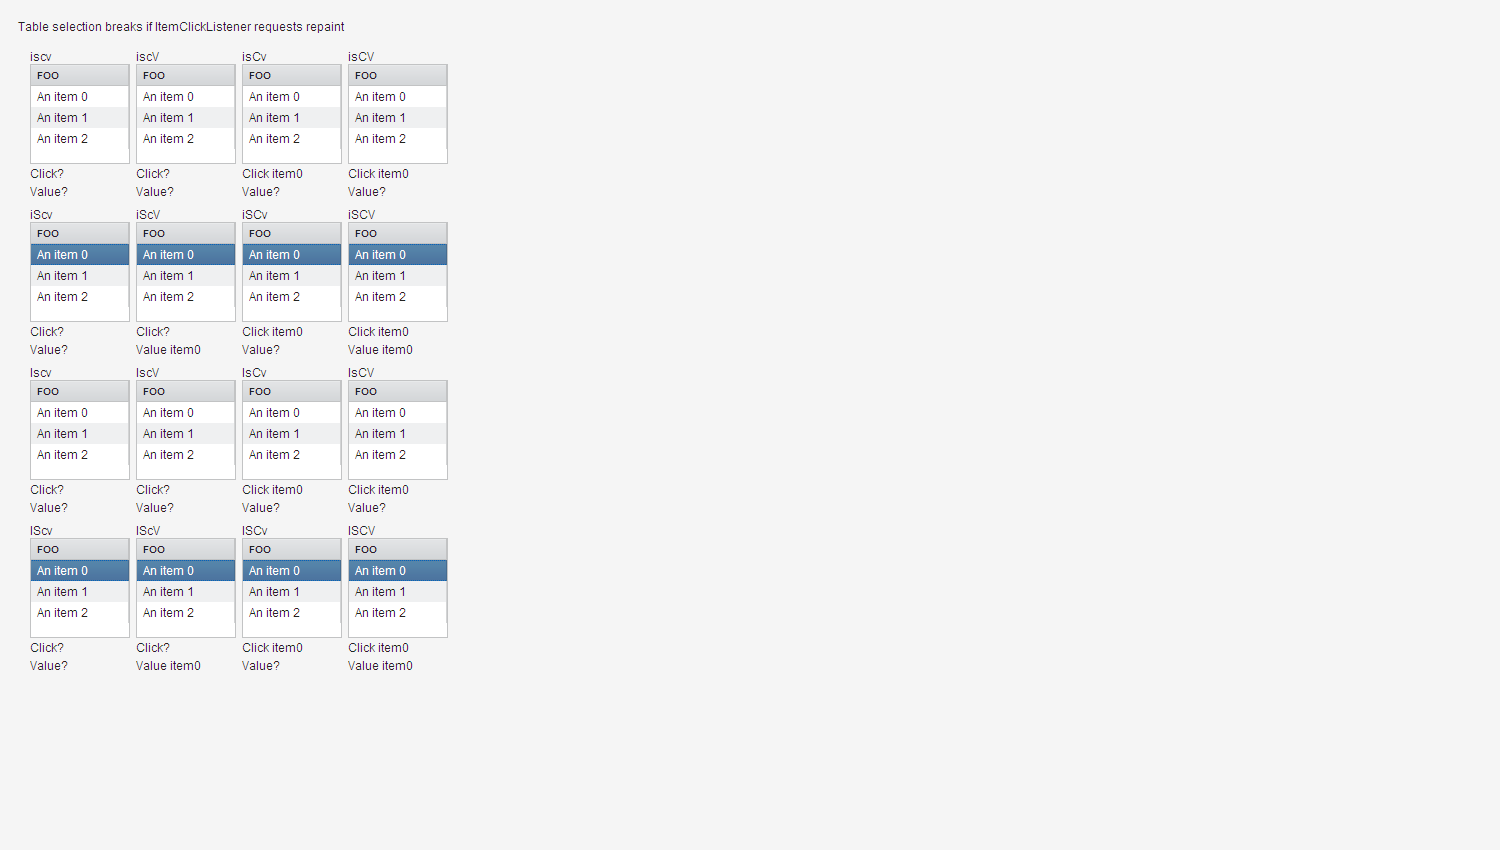 Table selection breaks if ItemClickListener requests repaint
iscv iscV isCv isCV
FOO FOO FOO FOO
An item 0 An item 0 An item 0 An item 0
An item 1 An item 1 An item 1 An item 1
An item 2 An item 2 An item 2 An item 2
Click? Click? Click item0 Click item0
Value? Value? Value? Value?
iScv iScV iSCv iSCV
FOO FOO FOO FOO
An item 0 An item 0 An item 0 An item 0
An item 1 An item 1 An item 1 An item 1
An item 2 An item 2 An item 2 An item 2
Click? Click? Click item0 Click item0
Value? Value item0 Value? Value item0
Iscv IscV IsCv IsCV
FOO FOO FOO FOO
An item 0 An item 0 An item 0 An item 0
An item 1 An item 1 An item 1 An item 1
An item 2 An item 2 An item 2 An item 2
Click? Click? Click item0 Click item0
Value? Value? Value? Value?
IScv IScV ISCv ISCV
FOO FOO FOO FOO
An item 0 An item 0 An item 0 An item 0
An item 1 An item 1 An item 1 An item 1
An item 2 An item 2 An item 2 An item 2
Click? Click? Click item0 Click item0
Value? Value item0 Value? Value item0